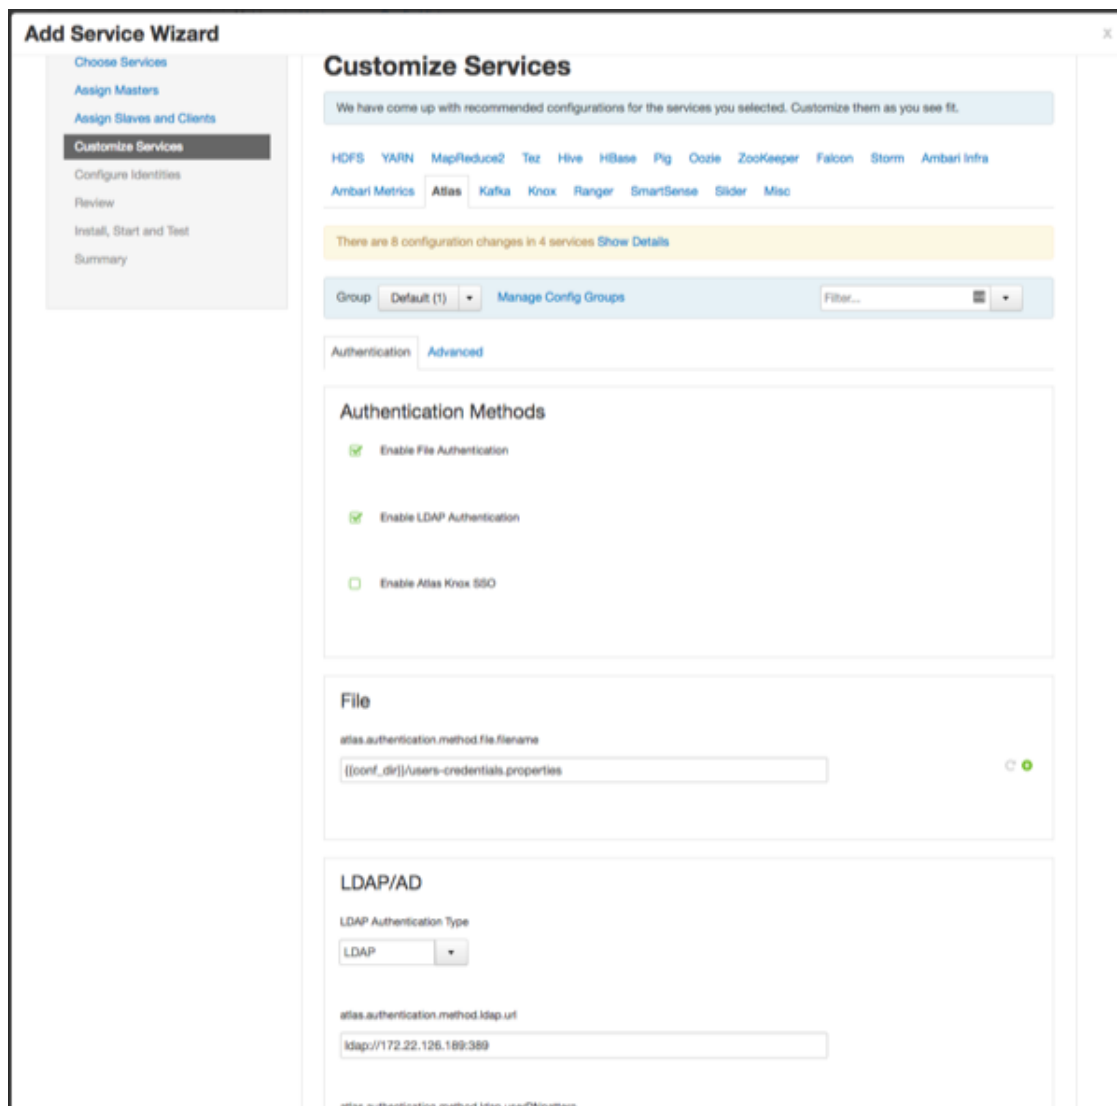 Add Service Wizard
x
Choose Services
Assign Masters
Assign Slaves and Clients
Customize Services
Configure Identities
Review
Install, Start and Test
Summary
Customize Services
We have come up with recommended configurations for the services you selected. Customize them as you see fit.
HDFS YARN MapReduce2 Tez Hive HBase Pig Oozie ZooKeeper Falcon Storm Ambari Infra
Ambari Metrics Atlas Kafka Knox Ranger SmartSense Slider Misc
There are 8 configuration changes in 4 services Show Details
Group Default (1) Manage Config Groups Filter...
Authentication Advanced
Authentication Methods
Enable File Authentication
Enable LDAP Authentication
Enable Atlas Knox SSO
File
atlas.authentication.method.file.filename
{{conf_dir}}/users-credentials.properties
LDAP/AD
LDAP Authentication Type
LDAP
atlas.authentication.method.ldap.url
ldap://172.22.126.189:389